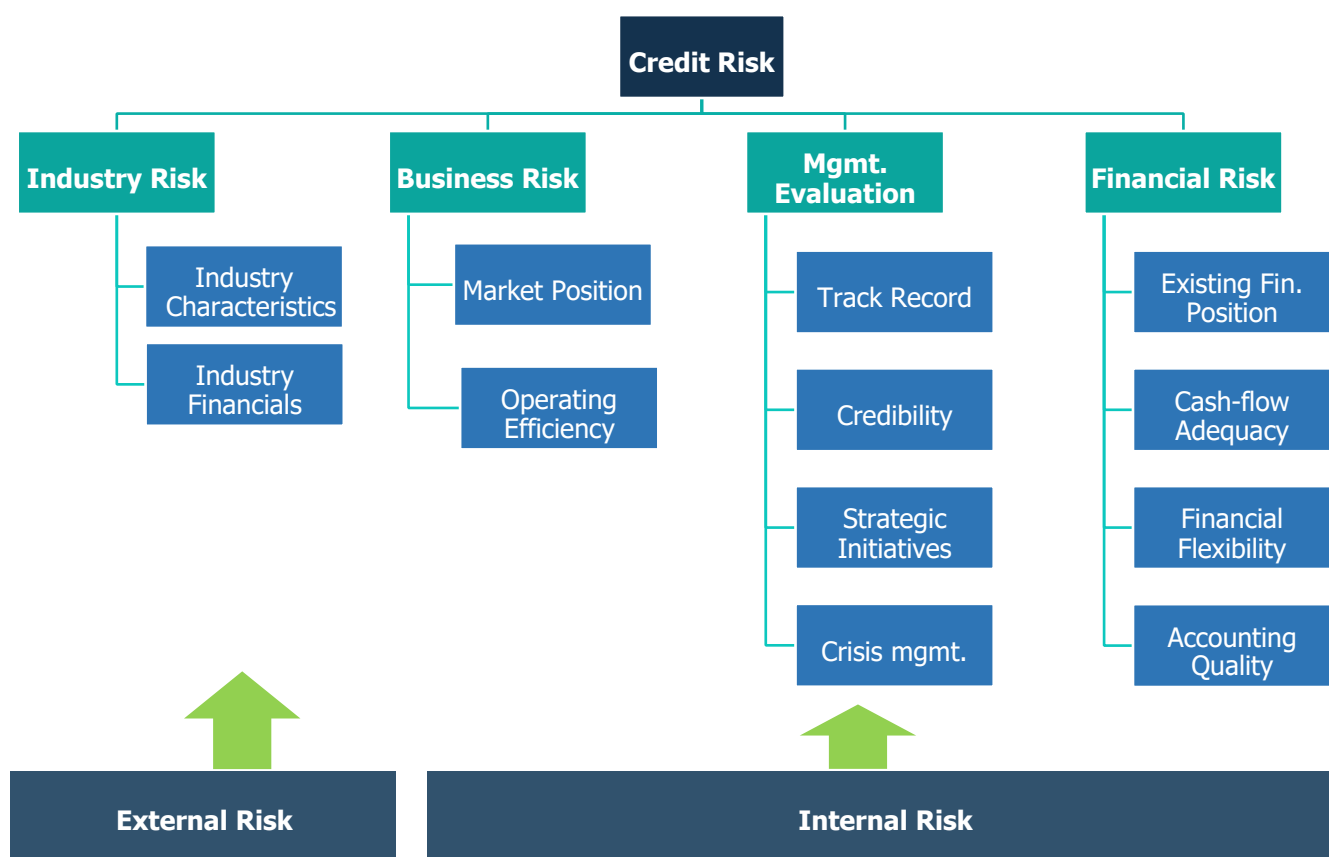 Credit Risk
Industry Risk
Business Risk
Mgmt.
Evaluation
Financial Risk
Industry
Characteristics
Industry
Financials
Market Position
Operating
Efficiency
Track Record
Credibility
Strategic
Initiatives
Crisis mgmt.
Existing Fin.
Position
Cash-flow
Adequacy
Financial
Flexibility
Accounting
Quality
External Risk
Internal Risk